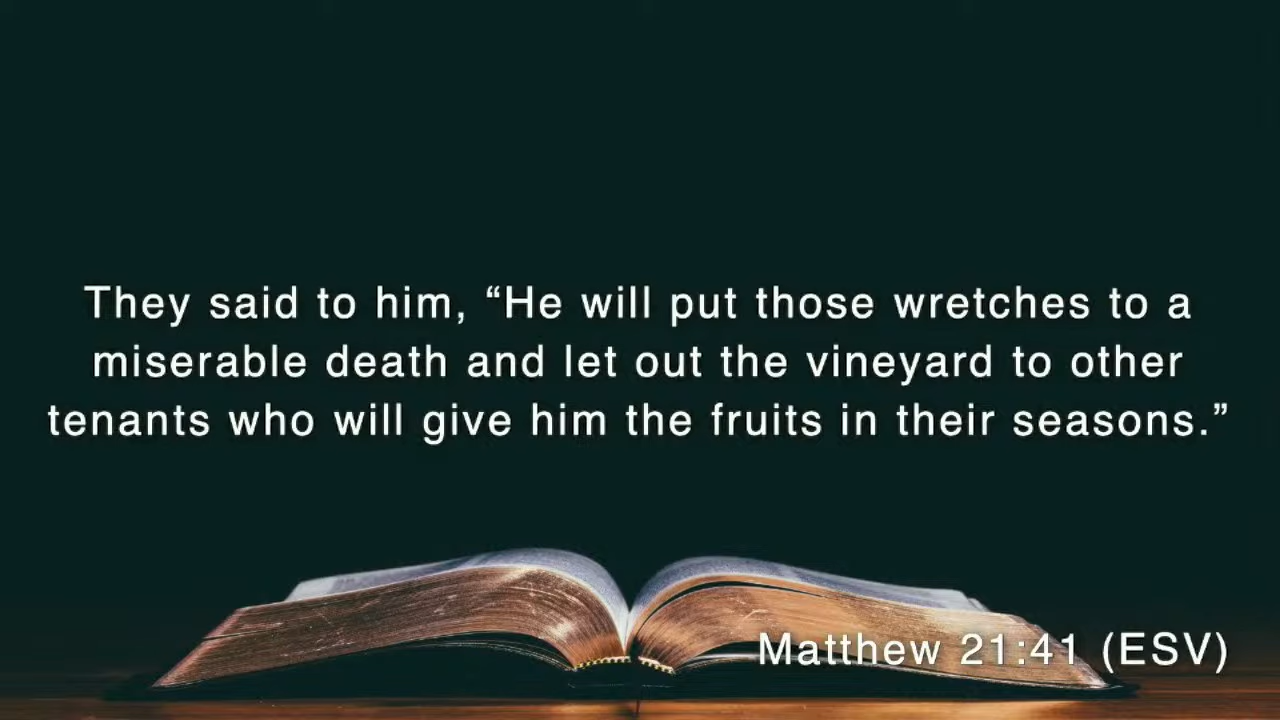 They said to him, “He will put those wretches to a
miserable death and let out the vineyard to other
tenants who will give him the fruits in their seasons.”
Matthew 21:41 (ESV)